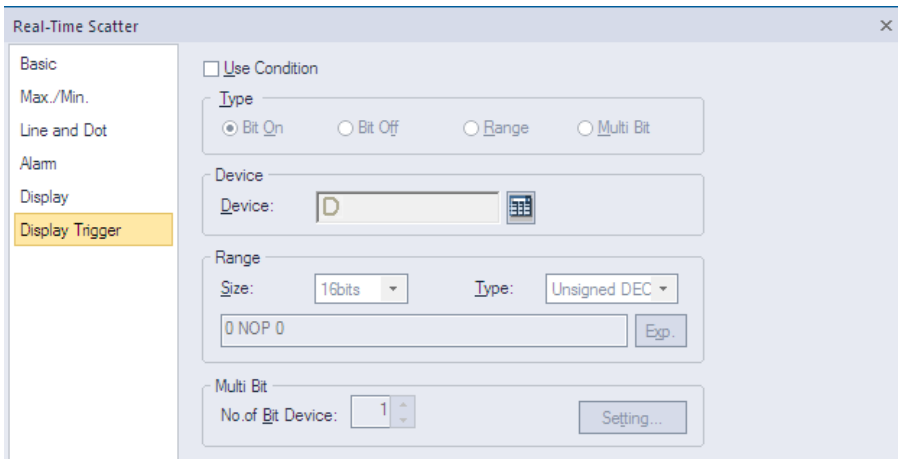 Real-Time Scatter
Basic
Max./Min.
Line and Dot
Alarm
Display
Display Trigger
Use Condition
Type
Bit On Bit Off Range Multi Bit
Device
Device: D
Range
Size: 16bits Type: Unsigned DEC
0 NOP 0 Exp.
Multi Bit
No.of Bit Device: 1 Setting...